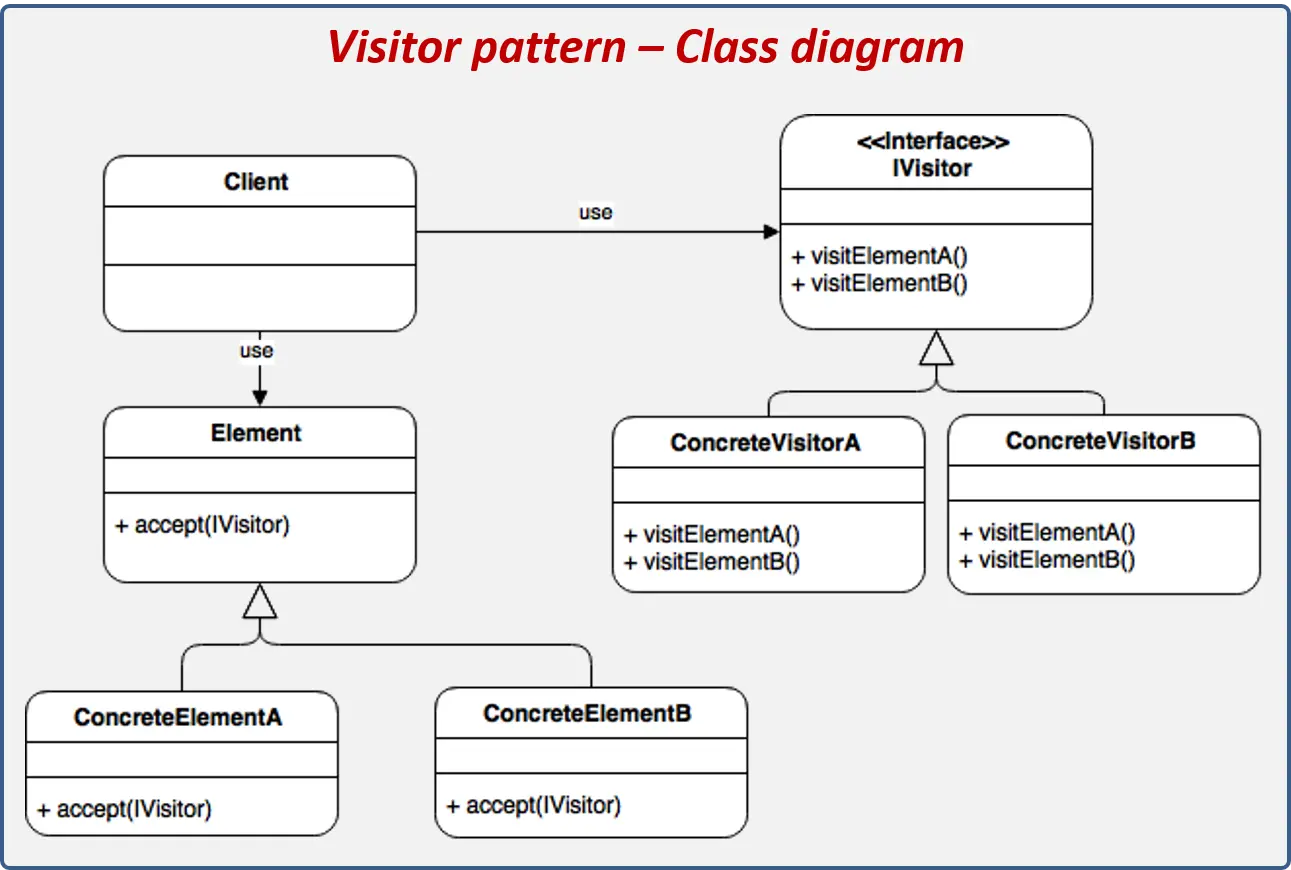 Visitor pattern – Class diagram
<<Interface>>
IVisitor
+ visitElementA()
+ visitElementB()
Client
use
use
Element
+ accept(IVisitor)
ConcreteVisitorA
+ visitElementA()
+ visitElementB()
ConcreteVisitorB
+ visitElementA()
+ visitElementB()
ConcreteElementA
+ accept(IVisitor)
ConcreteElementB
+ accept(IVisitor)